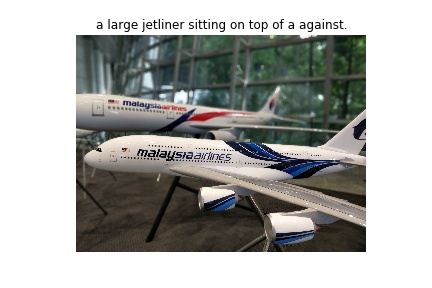 a large jetliner sitting on top of a against.
malaysia airlines
malaysia airlines